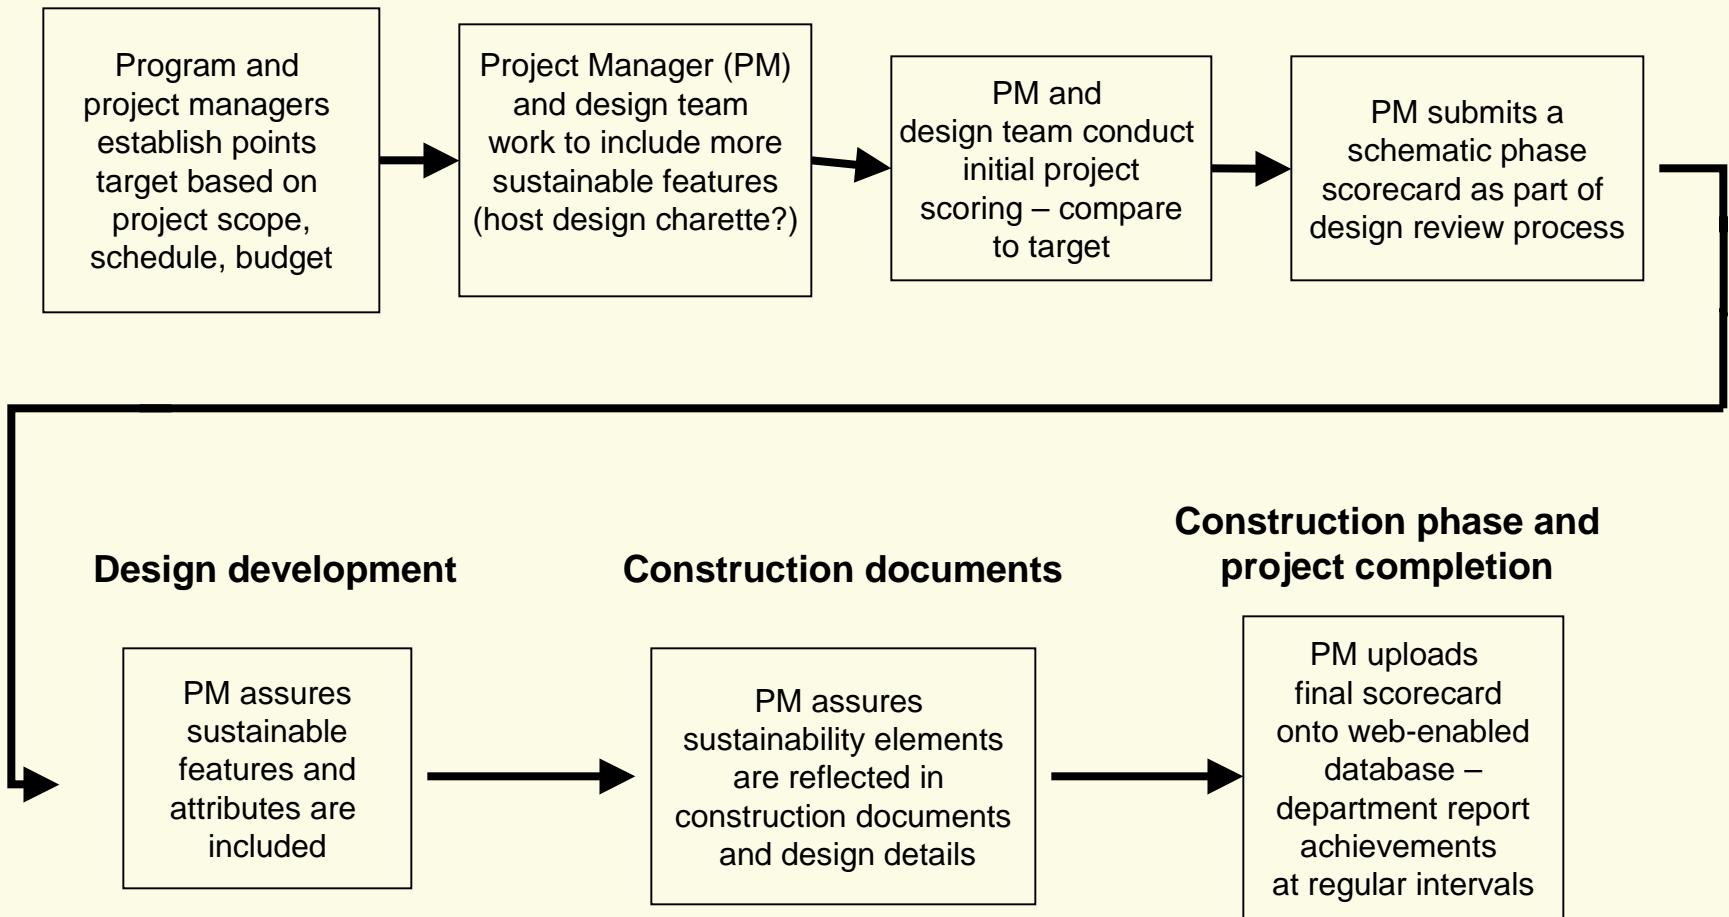 Program and
project managers
establish points
target based on
project scope,
schedule, budget
Project Manager (PM)
and design team
work to include more
sustainable features
(host design charette?)
PM and
design team conduct
initial project
scoring – compare
to target
PM submits a
schematic phase
scorecard as part of
design review process
Design development
PM assures
sustainable
features and
attributes are
included
Construction documents
PM assures
sustainability elements
are reflected in
construction documents
and design details
Construction phase and
project completion
PM uploads
final scorecard
onto web-enabled
database –
department report
achievements
at regular intervals